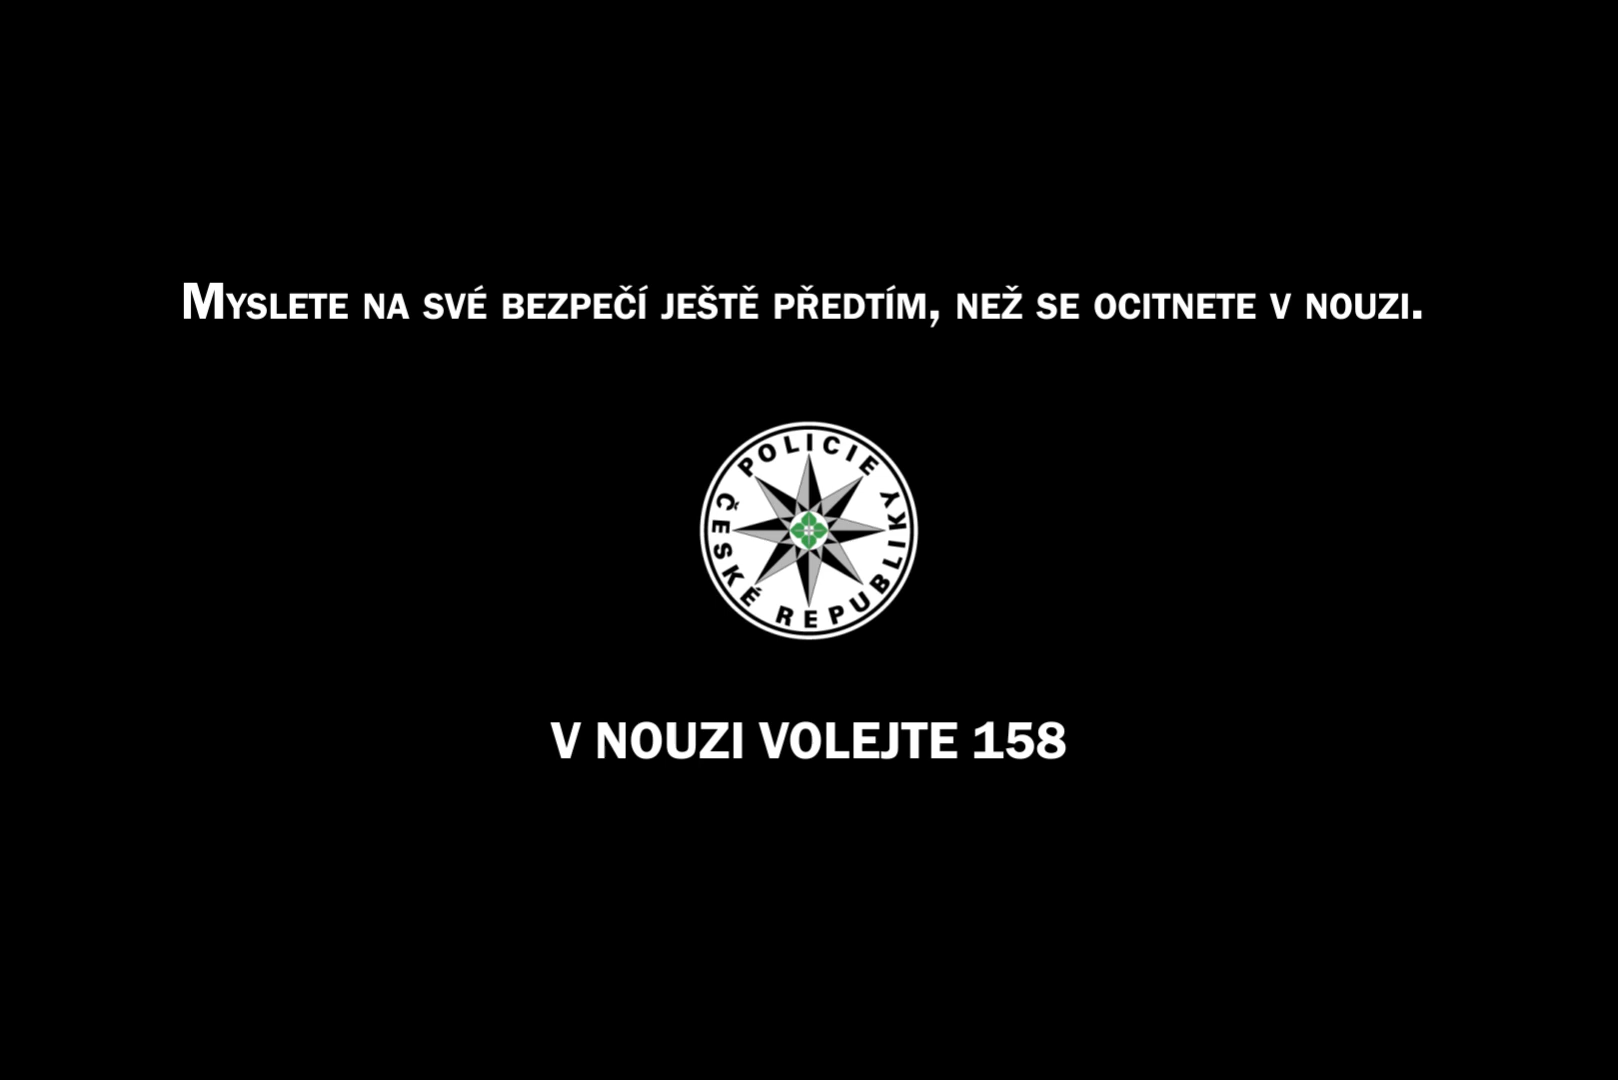 Myslete na své bezpečí ještě předtím, než se ocitnete v nouzi.
POLICIE
ČESKÉ REPUBLIKY
V NOUZI VOLEJTE 158